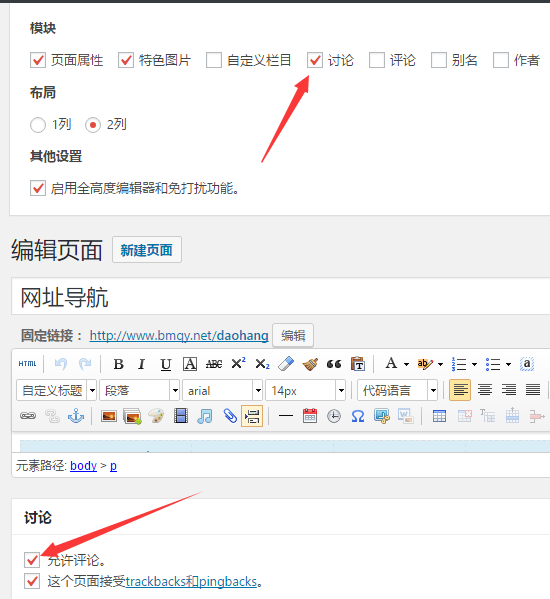 模块
页面属性 特色图片 自定义栏目 讨论 评论 别名 作者
布局
1列 2列
其他设置
启用全高度编辑器和免打扰功能。
编辑页面 新建页面
网址导航
固定链接： http://www.bmqy.net/daohang 编辑
HTML B I U A ABC X² X₂ A ab a
自定义标题 段落 arial 14px 代码语言
Ω
元素路径: body > p
讨论
允许评论。
这个页面接受trackbacks和pingbacks。